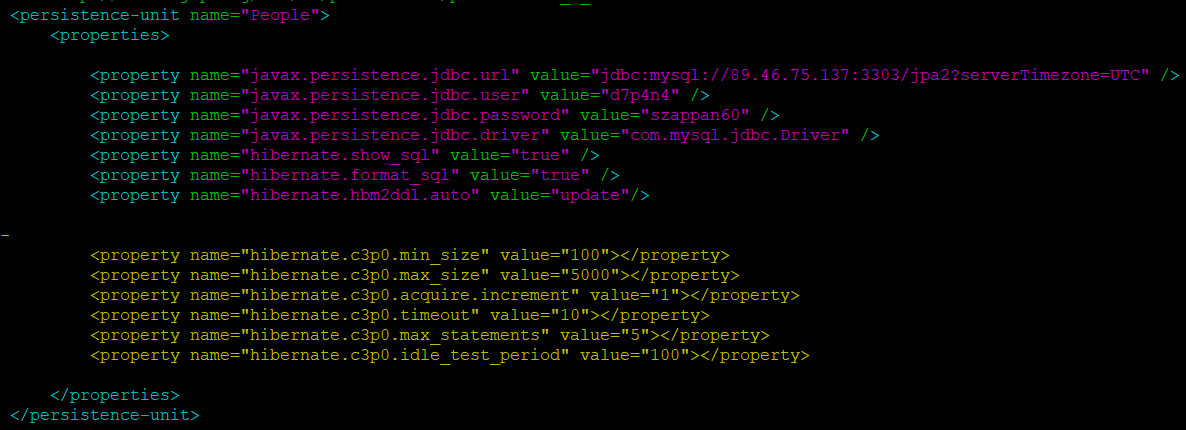 <persistence-unit name="People">
<properties>
<property name="javax.persistence.jdbc.url" value="jdbc:mysql://89.46.75.137:3303/jpa2?serverTimezone=UTC" />
<property name="javax.persistence.jdbc.user" value="d7p4n4" />
<property name="javax.persistence.jdbc.password" value="szappan60" />
<property name="javax.persistence.jdbc.driver" value="com.mysql.jdbc.Driver" />
<property name="hibernate.show_sql" value="true" />
<property name="hibernate.format_sql" value="true" />
<property name="hibernate.hbm2ddl.auto" value="update"/>
<property name="hibernate.c3p0.min_size" value="100"></property>
<property name="hibernate.c3p0.max_size" value="5000"></property>
<property name="hibernate.c3p0.acquire.increment" value="1"></property>
<property name="hibernate.c3p0.timeout" value="10"></property>
<property name="hibernate.c3p0.max_statements" value="5"></property>
<property name="hibernate.c3p0.idle_test_period" value="100"></property>
</properties>
</persistence-unit>